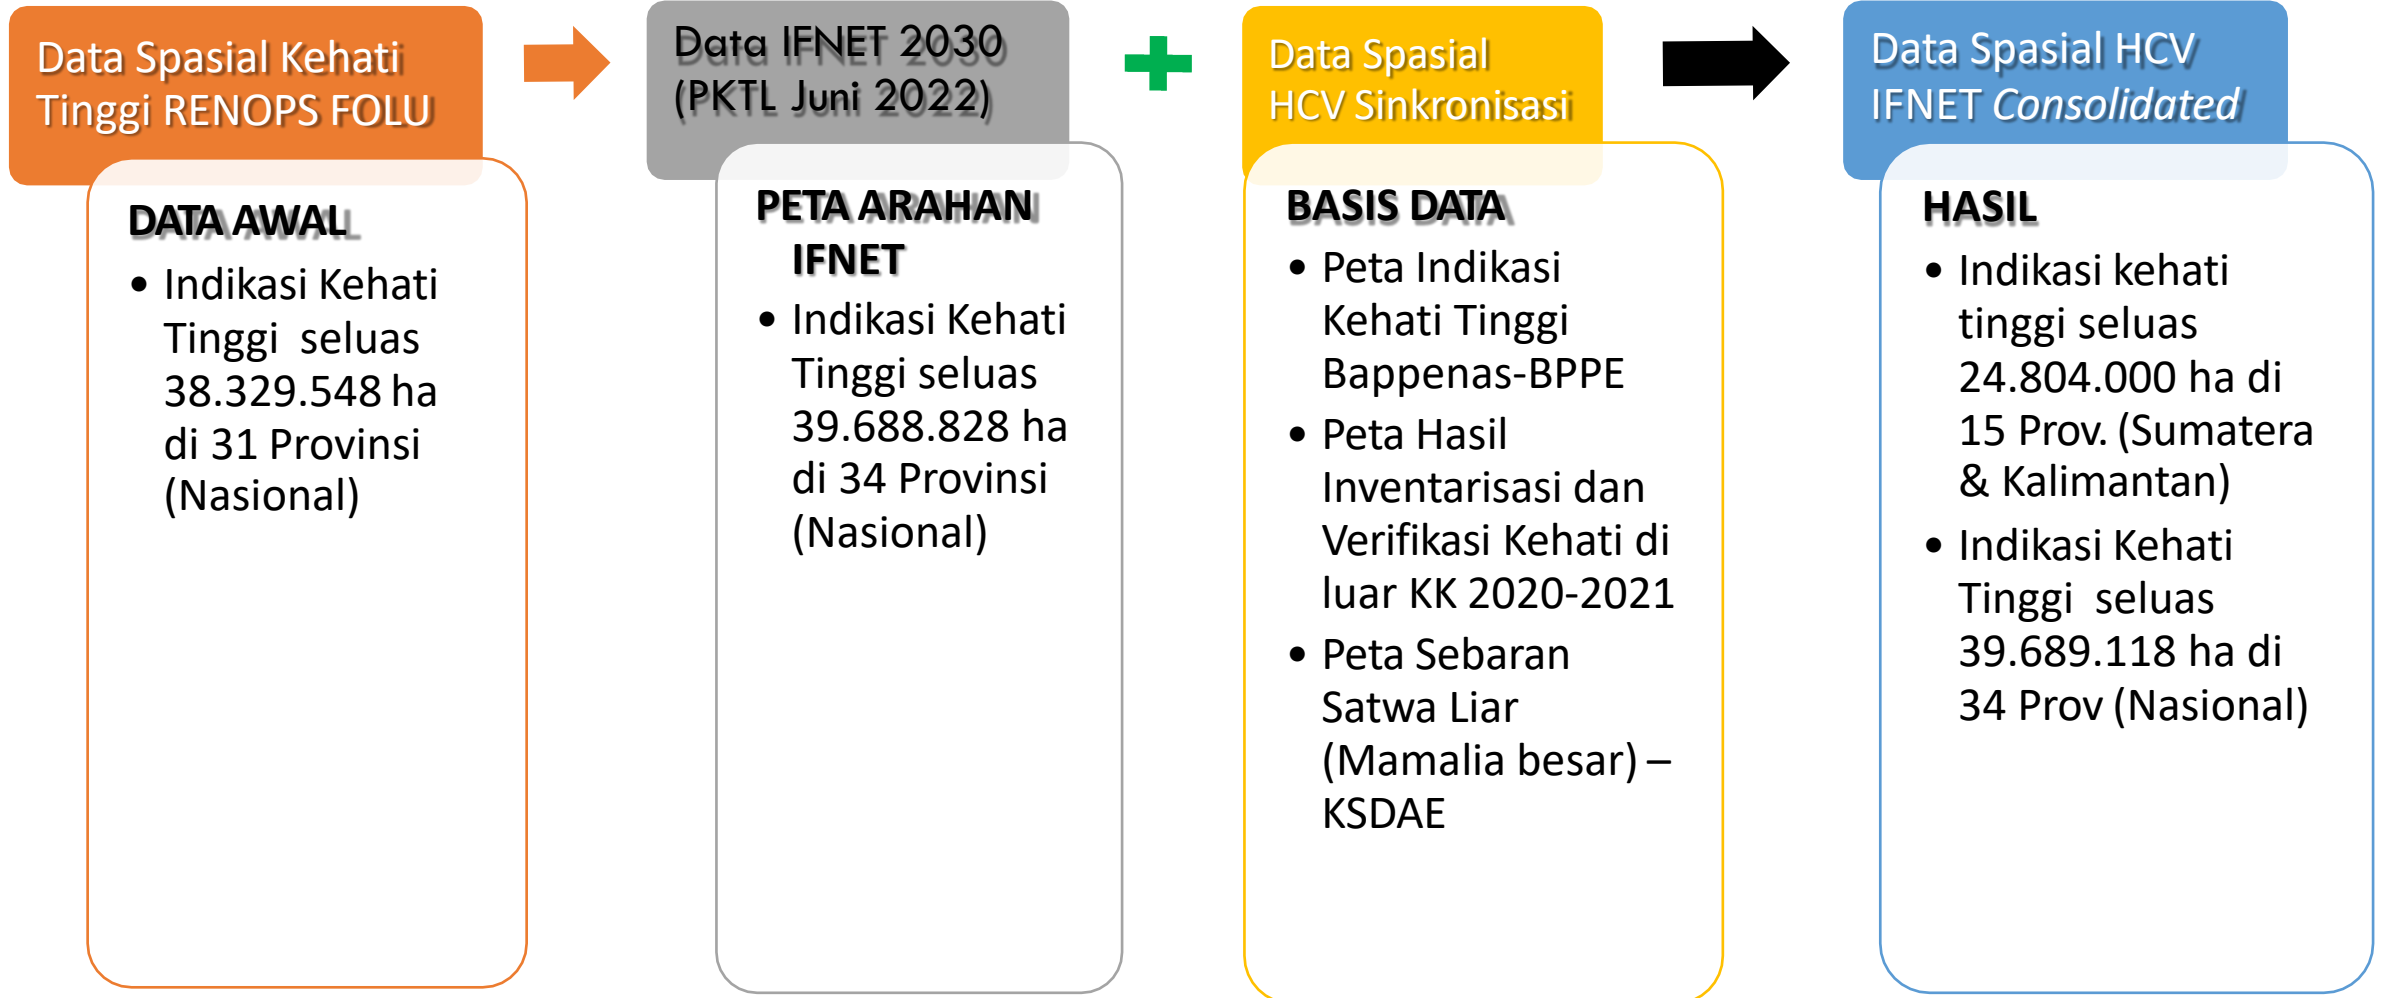 Data Spasial Kehati
Tinggi RENOPS FOLU
DATA AWAL
• Indikasi Kehati
Tinggi seluas
38.329.548 ha
di 31 Provinsi
(Nasional)
Data IFNET 2030
(PKTL Juni 2022)
PETA ARAHAN
IFNET
• Indikasi Kehati
Tinggi seluas
39.688.828 ha
di 34 Provinsi
(Nasional)
Data Spasial
HCV Sinkronisasi
BASIS DATA
• Peta Indikasi
Kehati Tinggi
Bappenas-BPPE
• Peta Hasil
Inventarisasi dan
Verifikasi Kehati di
luar KK 2020-2021
• Peta Sebaran
Satwa Liar
(Mamalia besar) –
KSDAE
Data Spasial HCV
IFNET Consolidated
HASIL
• Indikasi kehati
tinggi seluas
24.804.000 ha di
15 Prov. (Sumatera
& Kalimantan)
• Indikasi Kehati
Tinggi seluas
39.689.118 ha di
34 Prov (Nasional)